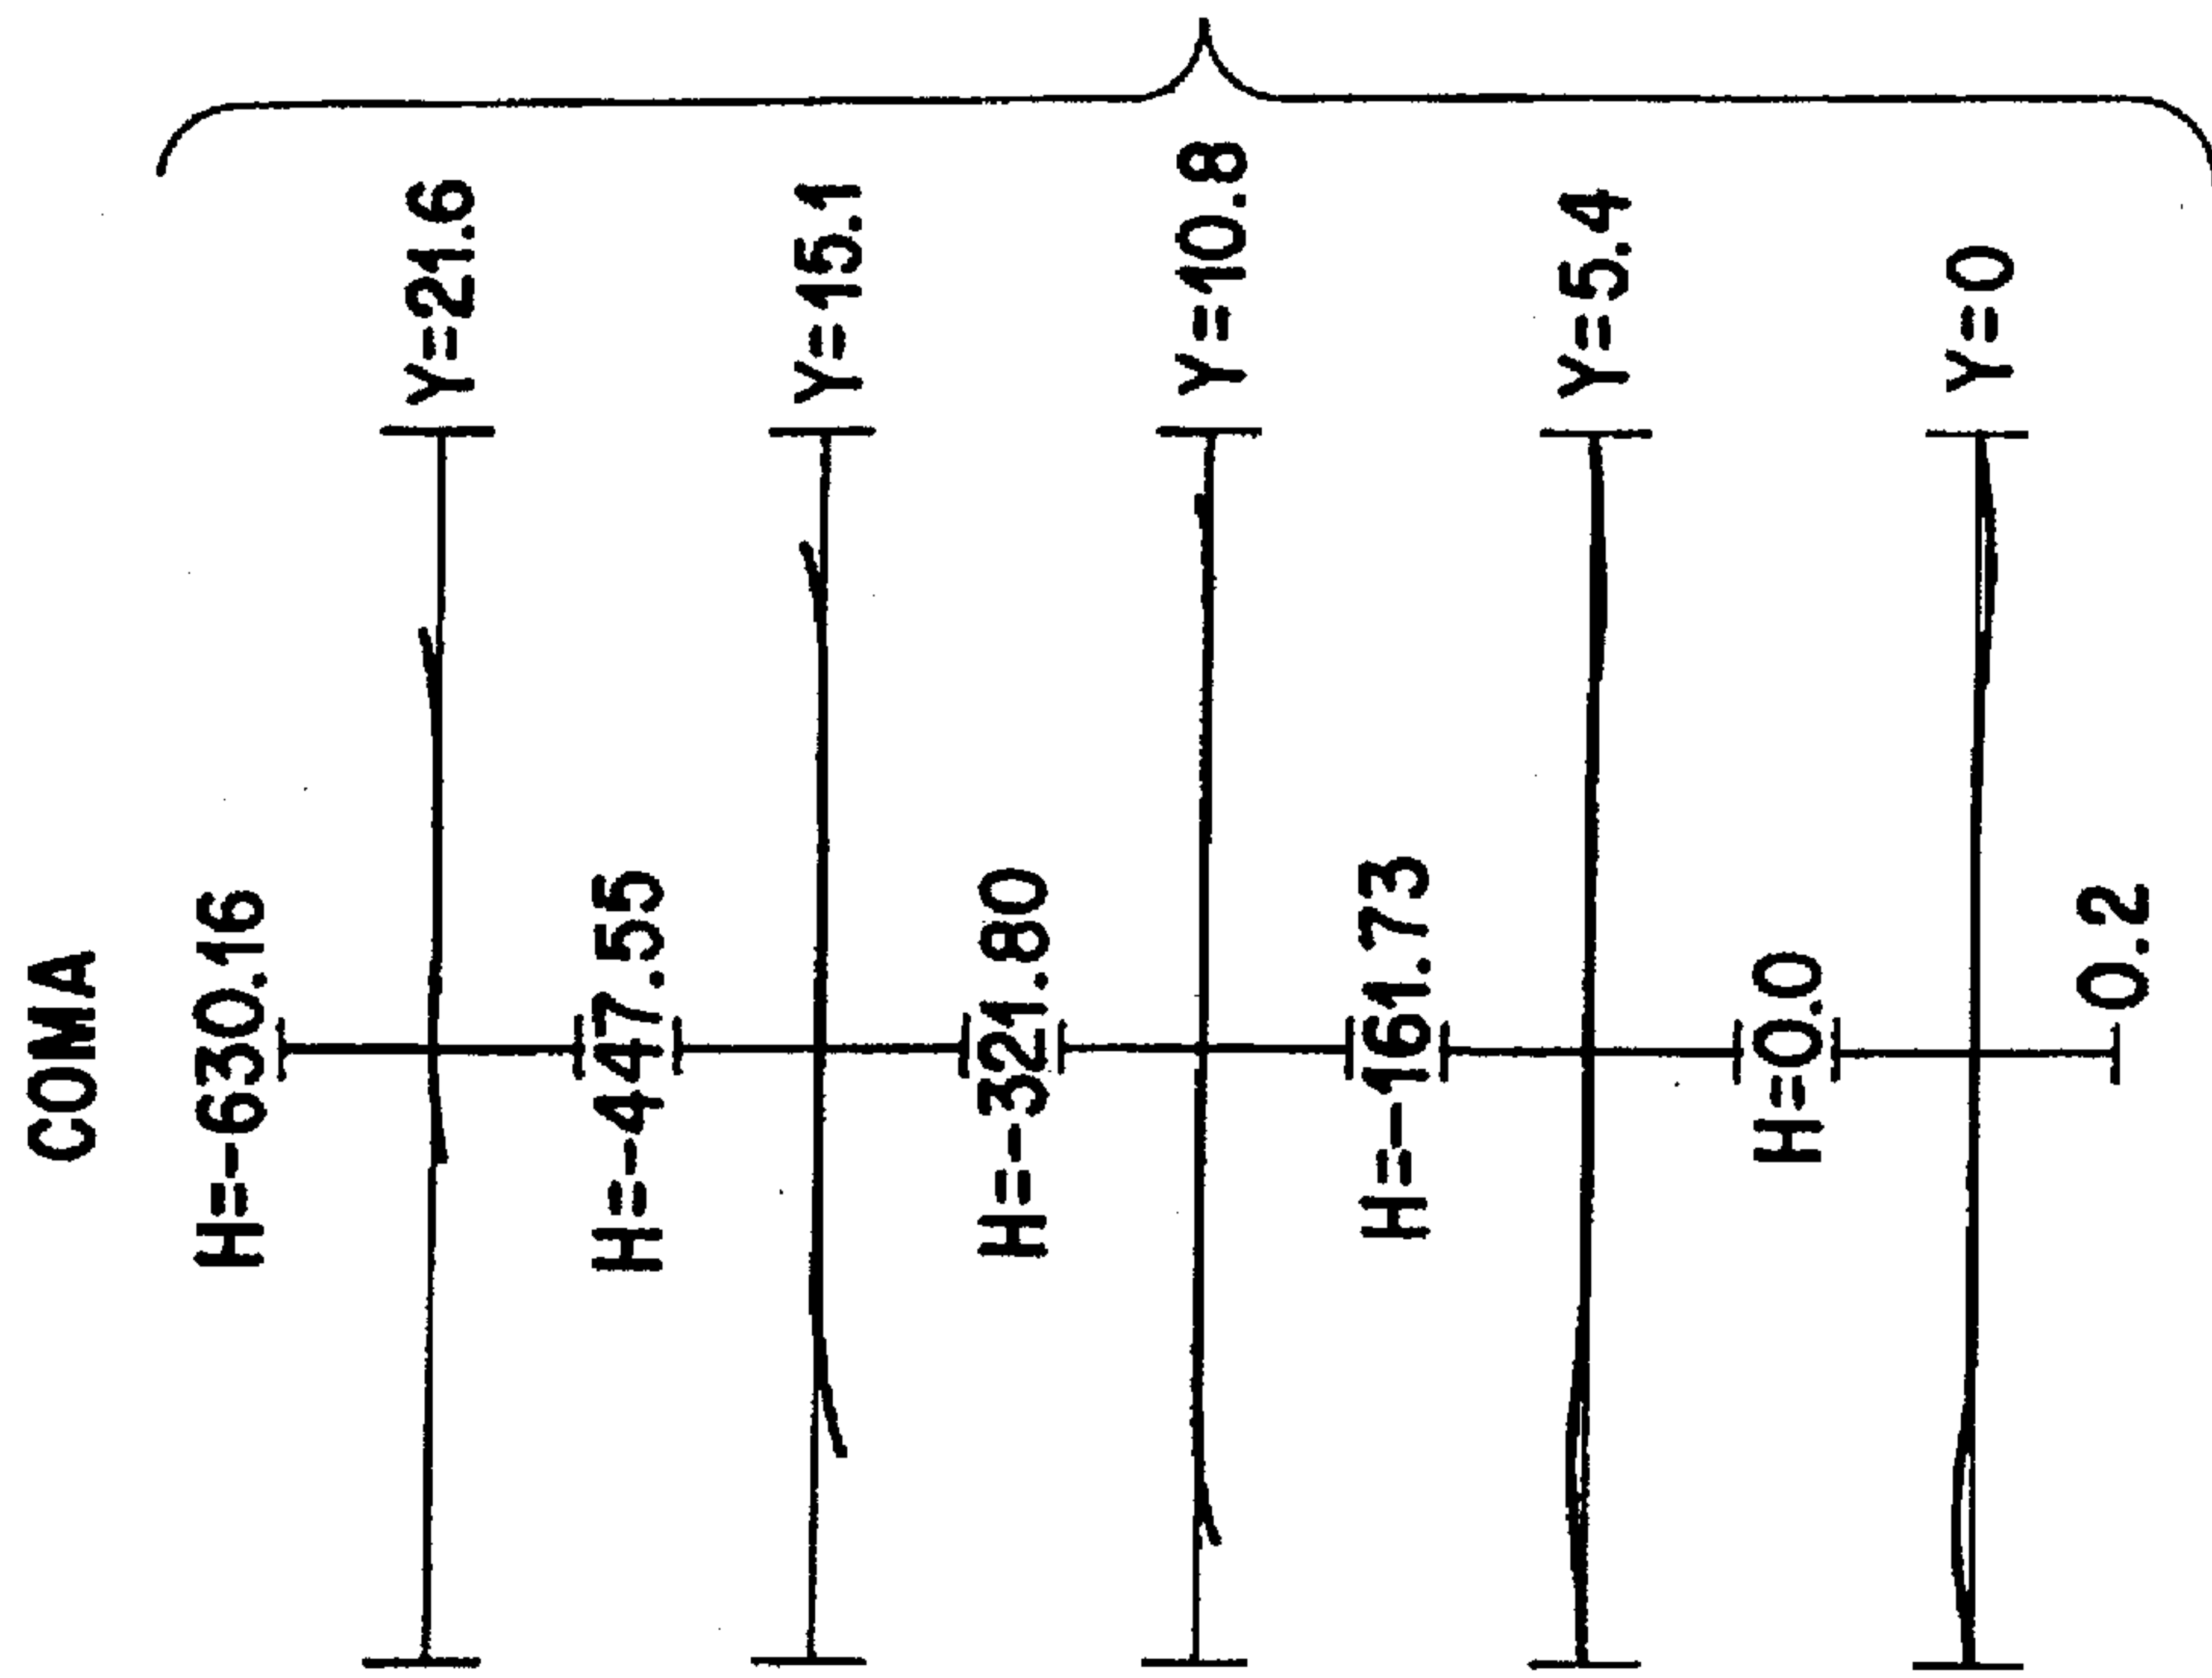 COMA
H=-630.16
Y=21.6
H=-447.55
Y=15.1
H=-321.80
Y=10.8
H=-161.73
Y=5.4
H=0.0
Y=0
0.2